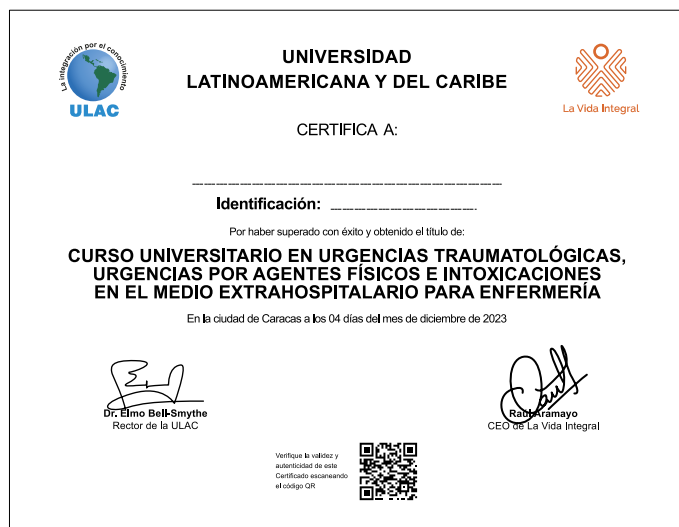 La integración por el conocimiento
ULAC
UNIVERSIDAD
LATINOAMERICANA Y DEL CARIBE
La Vida Integral
CERTIFICA A:
Identificación:
Por haber superado con éxito y obtenido el título de:
CURSO UNIVERSITARIO EN URGENCIAS TRAUMATOLÓGICAS,
URGENCIAS POR AGENTES FÍSICOS E INTOXICACIONES
EN EL MEDIO EXTRAHOSPITALARIO PARA ENFERMERÍA
En la ciudad de Caracas a los 04 días del mes de diciembre de 2023
Dr. Elmo Bell-Smythe
Rector de la ULAC
Raúl Aramayo
CEO de La Vida Integral
Verifique la validez y
autenticidad de este
Certificado escaneando
el código QR